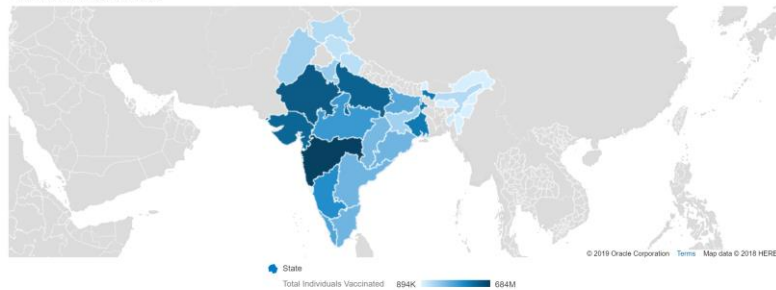 © 2019 Oracle Corporation Terms Map data © 2018 HERE
State
Total Individuals Vaccinated 894K 684M